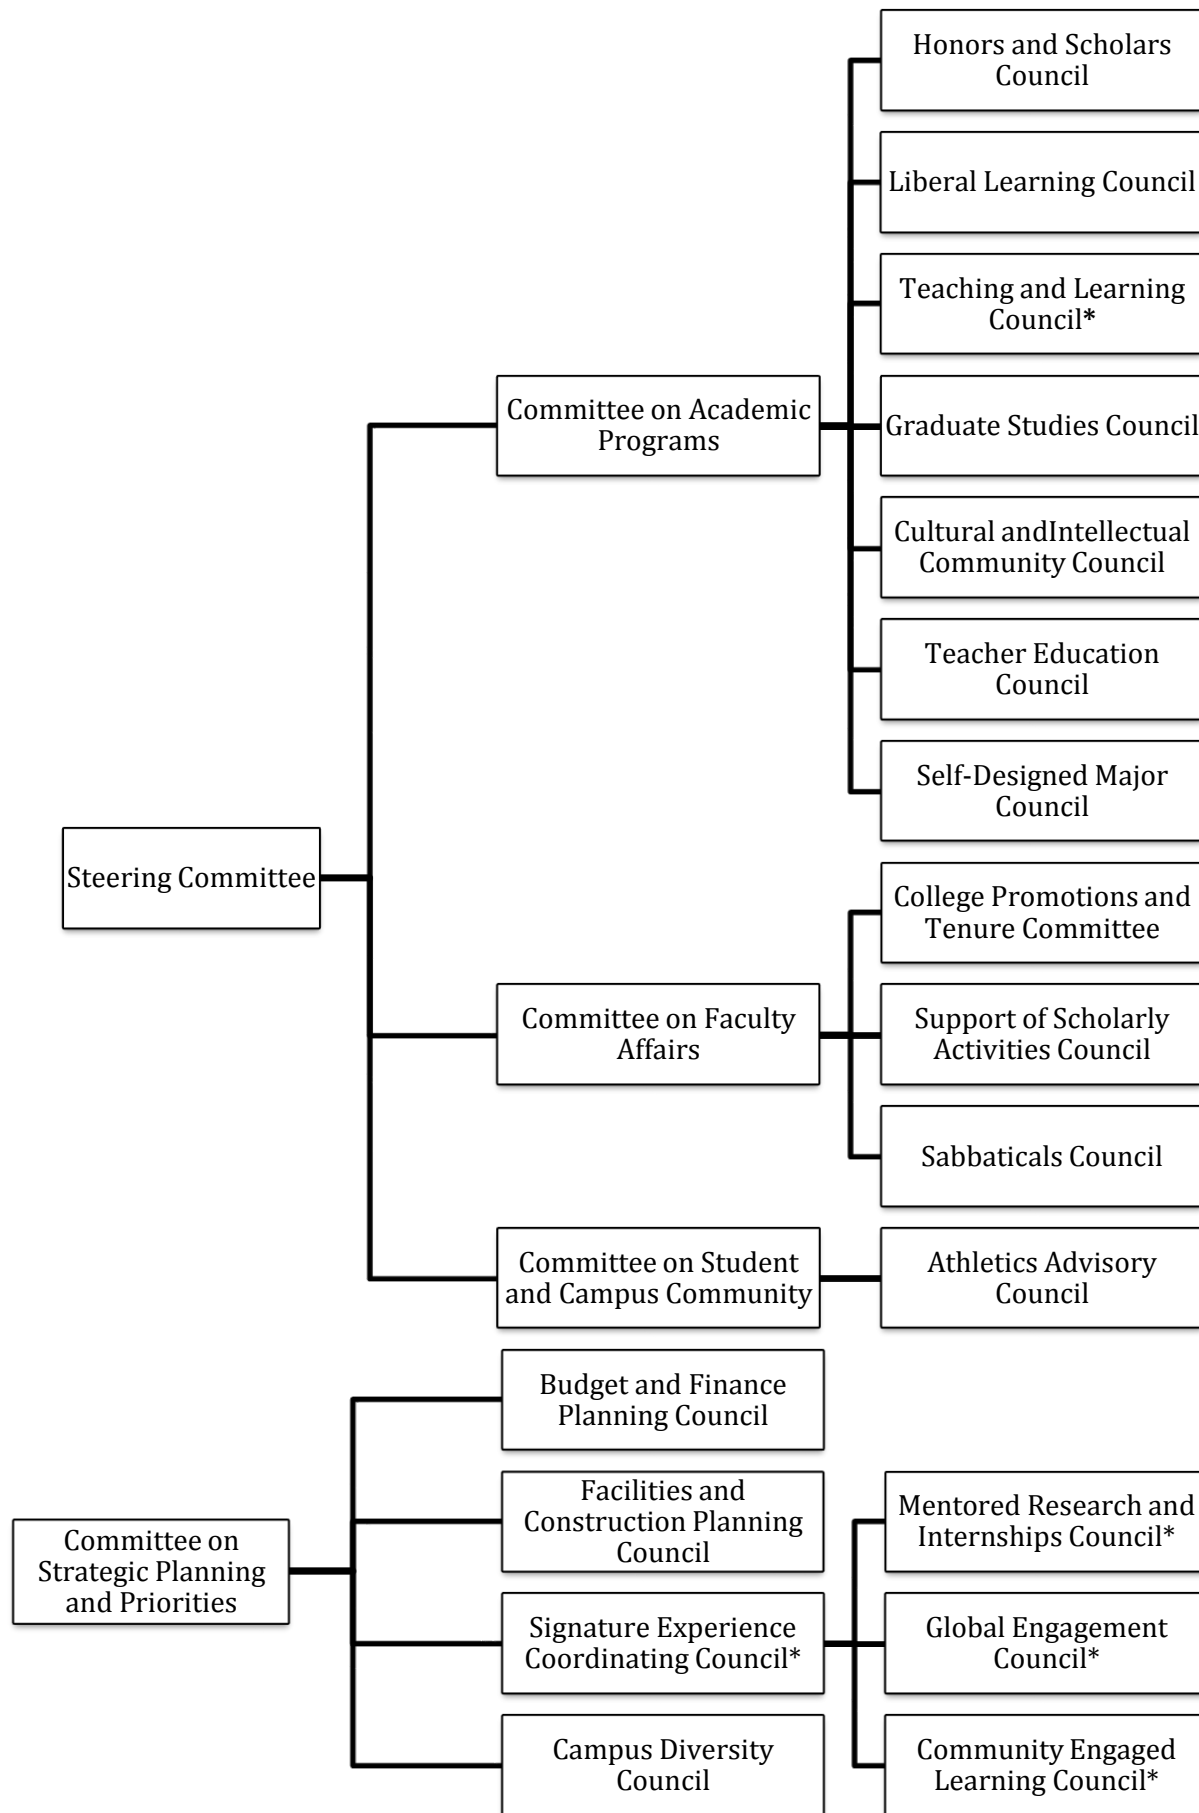 Honors and Scholars
Council
Liberal Learning Council
Teaching and Learning
Council*
Committee on Academic
Programs
Graduate Studies Council
Cultural andIntellectual
Community Council
Teacher Education
Council
Self-Designed Major
Council
Steering Committee
College Promotions and
Tenure Committee
Committee on Faculty
Affairs
Support of Scholarly
Activities Council
Sabbaticals Council
Committee on Student
and Campus Community
Athletics Advisory
Council
Budget and Finance
Planning Council
Facilities and
Construction Planning
Council
Mentored Research and
Internships Council*
Committee on
Strategic Planning
and Priorities
Signature Experience
Coordinating Council*
Global Engagement
Council*
Campus Diversity
Council
Community Engaged
Learning Council*